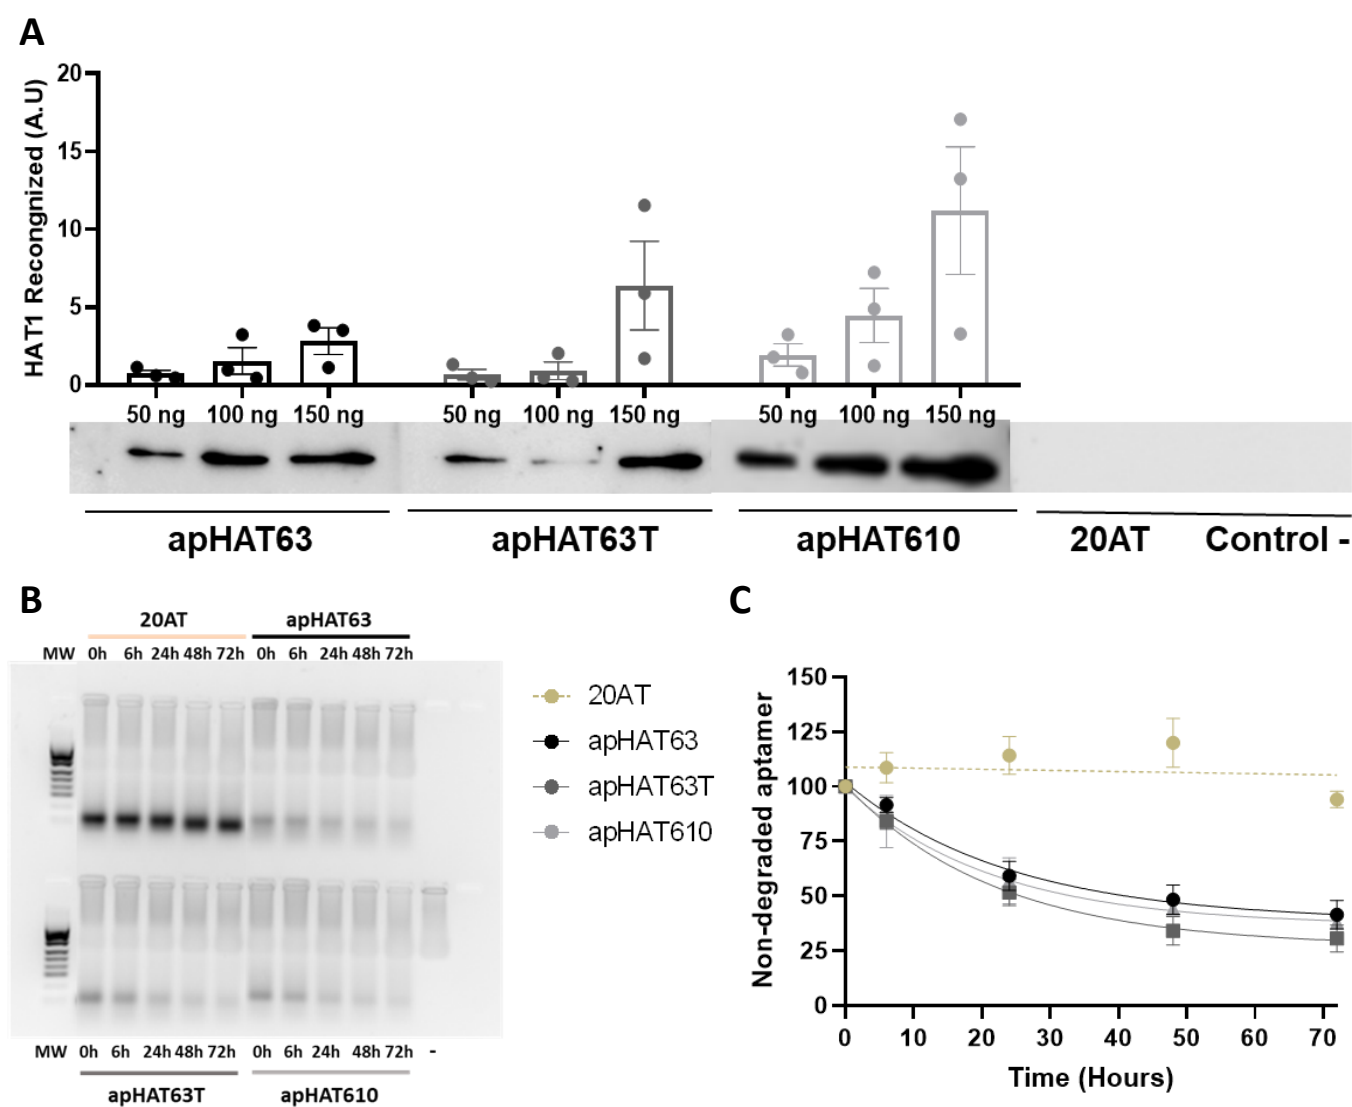 A
HAT1 Recongnized (A.U)
20
15
10
5
0
50 ng 100 ng 150 ng 50 ng 100 ng 150 ng 50 ng 100 ng 150 ng
apHAT63 apHAT63T apHAT610 20AT Control -
B
20AT apHAT63
MW 0h 6h 24h 48h 72h 0h 6h 24h 48h 72h
MW 0h 6h 24h 48h 72h 0h 6h 24h 48h 72h -
apHAT63T apHAT610
20AT
apHAT63
apHAT63T
apHAT610
C
Non-degraded aptamer
150
125
100
75
50
25
0
0 10 20 30 40 50 60 70
Time (Hours)